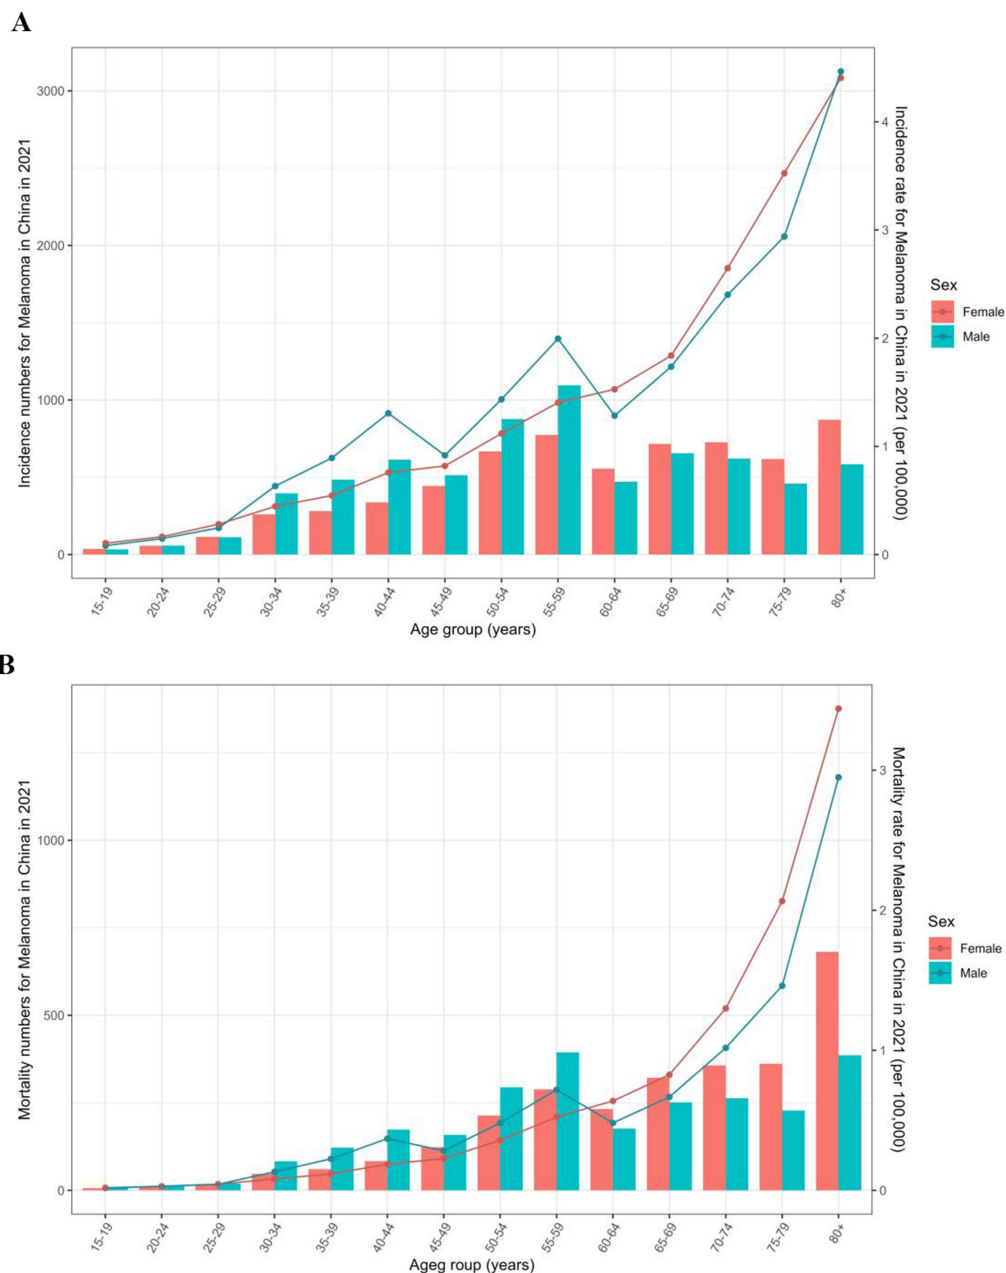 A
Incidence numbers for Melanoma in China in 2021
3000
2000
1000
0
4
3
2
1
0
Incidence rate for Melanoma in China in 2021 (per 100,000)
15-19 20-24 25-29 30-34 35-39 40-44 45-49 50-54 55-59 60-64 65-69 70-74 75-79 80+
Age group (years)
Sex
Female
Male
B
Mortality numbers for Melanoma in China in 2021
1000
500
0
3
2
1
0
Mortality rate for Melanoma in China in 2021 (per 100,000)
15-19 20-24 25-29 30-34 35-39 40-44 45-49 50-54 55-59 60-64 65-69 70-74 75-79 80+
Ageg roup (years)
Sex
Female
Male